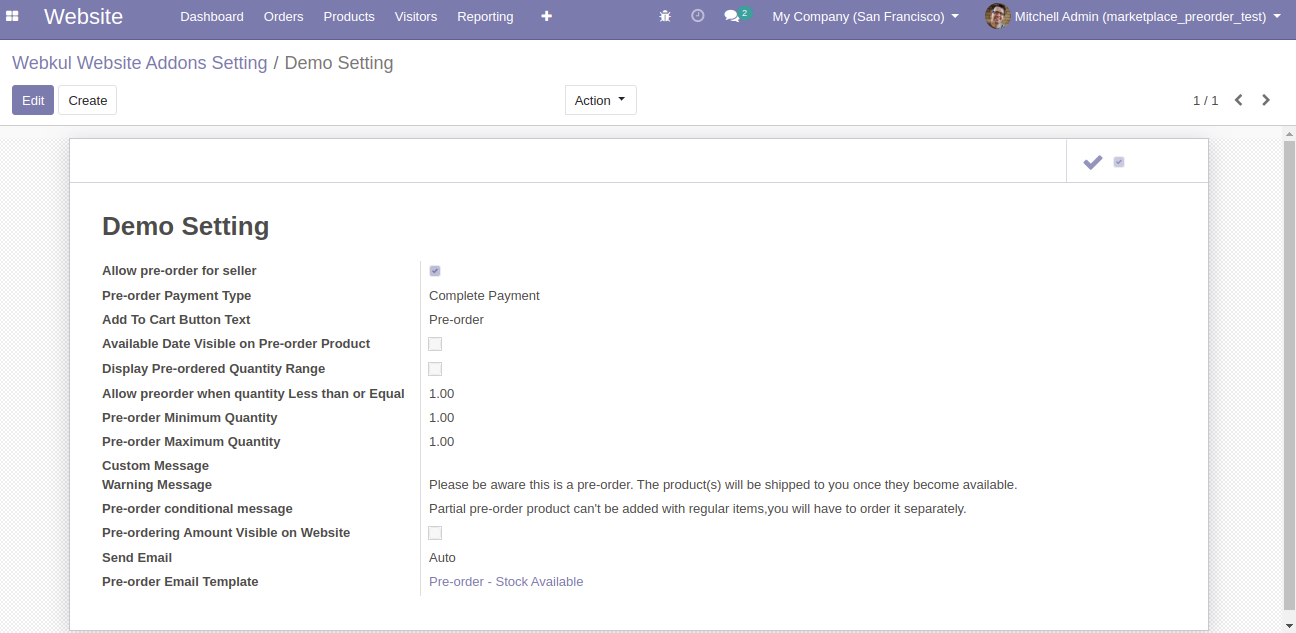 Website Dashboard Orders Products Visitors Reporting 2 My Company (San Francisco) Mitchell Admin (marketplace_preorder_test)
Webkul Website Addons Setting / Demo Setting
Edit Create Action 1 / 1
Demo Setting
Allow pre-order for seller
Pre-order Payment Type Complete Payment
Add To Cart Button Text Pre-order
Available Date Visible on Pre-order Product
Display Pre-ordered Quantity Range
Allow preorder when quantity Less than or Equal 1.00
Pre-order Minimum Quantity 1.00
Pre-order Maximum Quantity 1.00
Custom Message
Warning Message Please be aware this is a pre-order. The product(s) will be shipped to you once they become available.
Pre-order conditional message Partial pre-order product can't be added with regular items,you will have to order it separately.
Pre-ordering Amount Visible on Website
Send Email Auto
Pre-order Email Template Pre-order - Stock Available